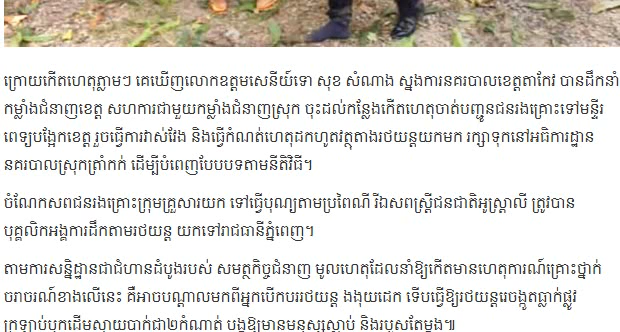 ក្រោយកើតហេតុភ្លាមៗ គេឃើញលោកឧត្តមសេនីយ៍ទោ សុខ សំណាង ស្នងការនគរបាលខេត្តតាកែវ បានដឹកនាំ
កម្លាំងជំនាញខេត្ត សហការជាមួយកម្លាំងជំនាញស្រុក ចុះដល់កន្លែងកើតហេតុចាត់បញ្ជូនជនរងគ្រោះទៅមន្ទីរ
ពេទ្យបង្អែកខេត្ត រួចធ្វើការវាស់វែង និងធ្វើកំណត់ហេតុដកហូតវត្ថុតាងរថយន្តយកមក រក្សាទុកនៅអធិការដ្ឋាន
នគរបាលស្រុកត្រាំកក់ ដើម្បីបំពេញបែបបទតាមនីតិវិធី។
ចំណែកសពជនរងគ្រោះក្រុមគ្រួសារយក ទៅធ្វើបុណ្យតាមប្រពៃណី រីឯសពស្ត្រីជនជាតិអូស្ត្រាលី ត្រូវបាន
បុគ្គលិកអង្គការដឹកតាមរថយន្ត យកទៅរាជធានីភ្នំពេញ។
តាមការសន្និដ្ឋានជាជំហានដំបូងរបស់ សមត្ថកិច្ចជំនាញ មូលហេតុដែលនាំឱ្យកើតមានហេតុការណ៍គ្រោះថ្នាក់
ចរាចរណ៍ខាងលើនេះ គឺអាចបណ្តាលមកពីអ្នកបើកបររថយន្ត ងងុយដេក ទើបធ្វើឱ្យរថយន្តរេចង្កូតធ្លាក់ផ្លូវ
ក្រឡាប់បុកដើមស្វាយបាក់ជា២កំណាត់ បង្កឱ្យមានមនុស្សស្លាប់ និងរបួសតែម្តង៕